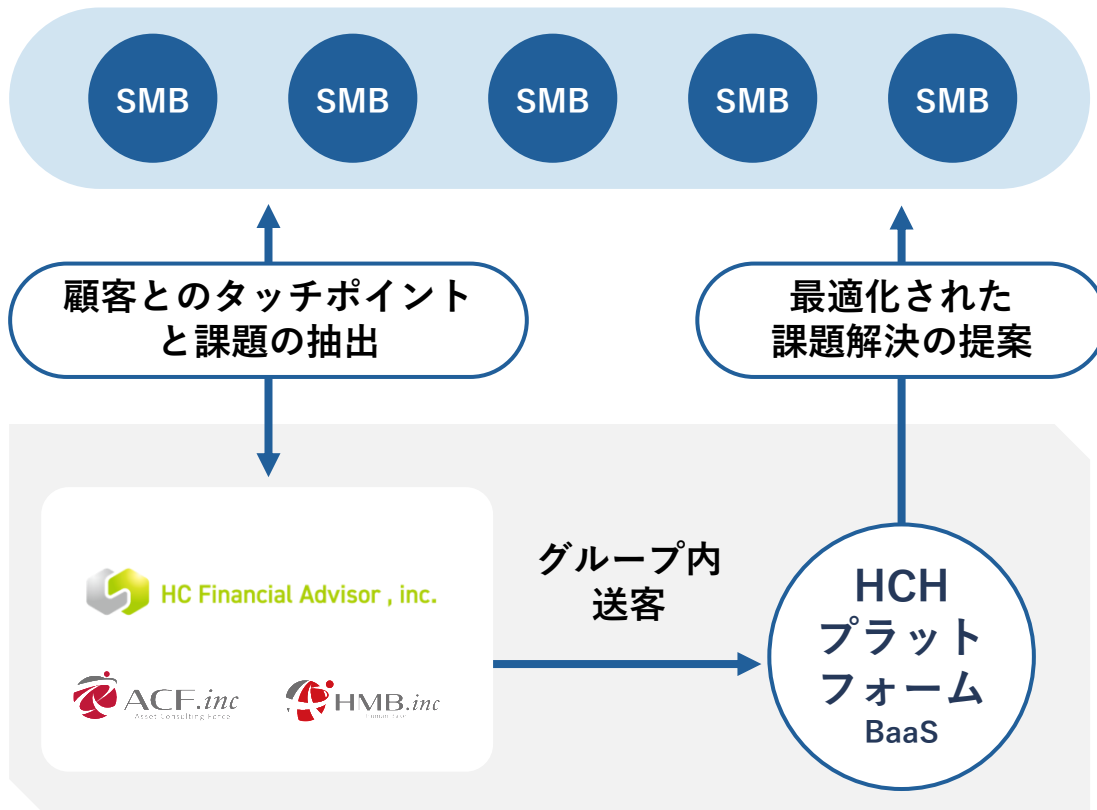 SMB SMB SMB SMB SMB
顧客とのタッチポイント
と課題の抽出
最適化された
課題解決の提案
HC Financial Advisor , inc.
ACF.inc
Asset Consulting Force
HMB.inc
グループ内
送客
HCH
プラット
フォーム
BaaS